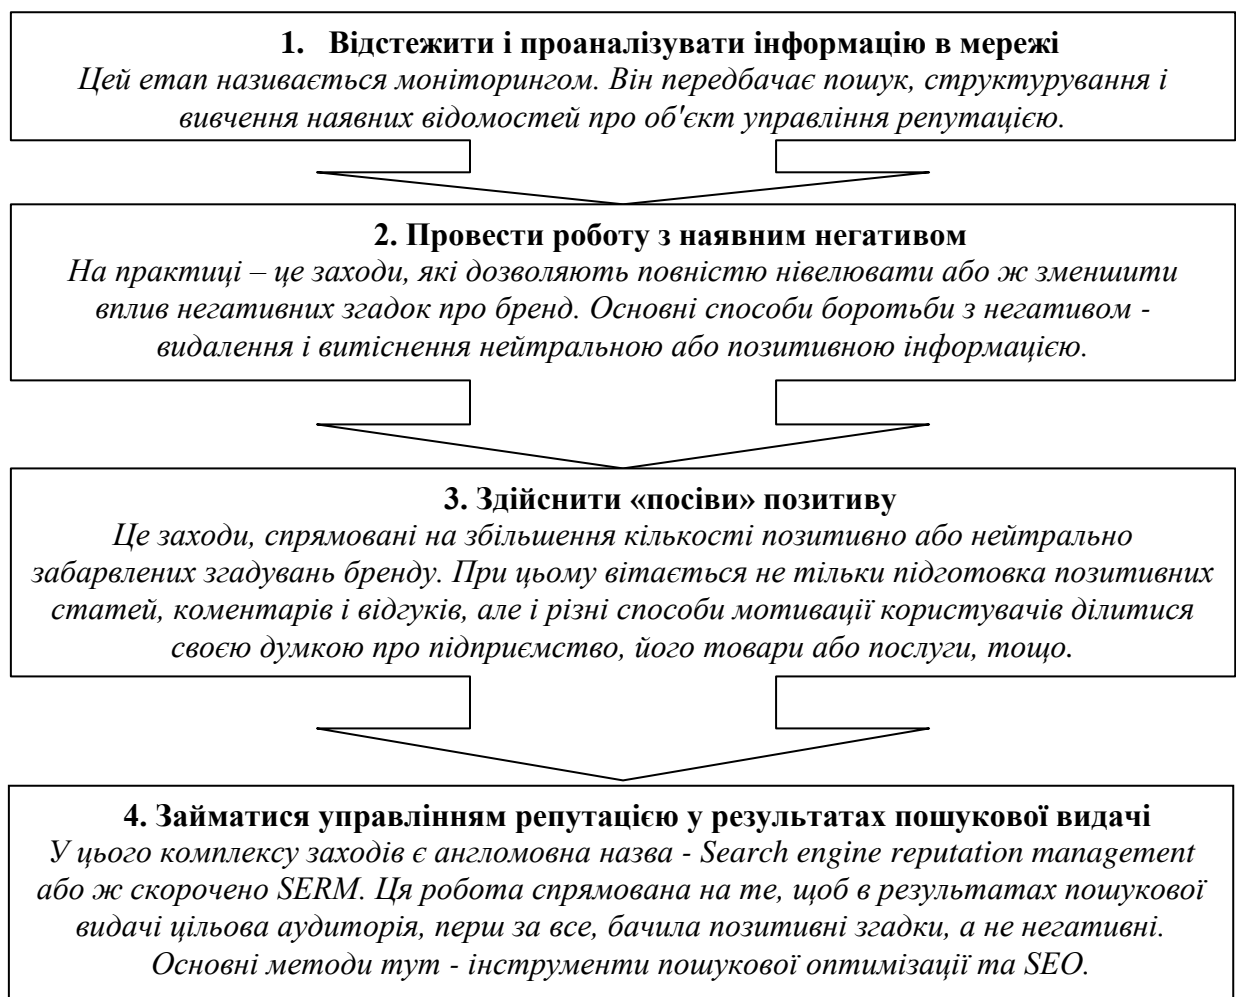 1. Відстежити і проаналізувати інформацію в мережі
Цей етап називається моніторингом. Він передбачає пошук, структурування і
вивчення наявних відомостей про об'єкт управління репутацією.
2. Провести роботу з наявним негативом
На практиці – це заходи, які дозволяють повністю нівелювати або ж зменшити
вплив негативних згадок про бренд. Основні способи боротьби з негативом -
видалення і витіснення нейтральною або позитивною інформацією.
3. Здійснити «посіви» позитиву
Це заходи, спрямовані на збільшення кількості позитивно або нейтрально
забарвлених згадувань бренду. При цьому вітається не тільки підготовка позитивних
статей, коментарів і відгуків, але і різні способи мотивації користувачів ділитися
своєю думкою про підприємство, його товари або послуги, тощо.
4. Займатися управлінням репутацією у результатах пошукової видачі
У цього комплексу заходів є англомовна назва - Search engine reputation management
або ж скорочено SERM. Ця робота спрямована на те, щоб в результатах пошукової
видачі цільова аудиторія, перш за все, бачила позитивні згадки, а не негативні.
Основні методи тут - інструменти пошукової оптимізації та SEO.